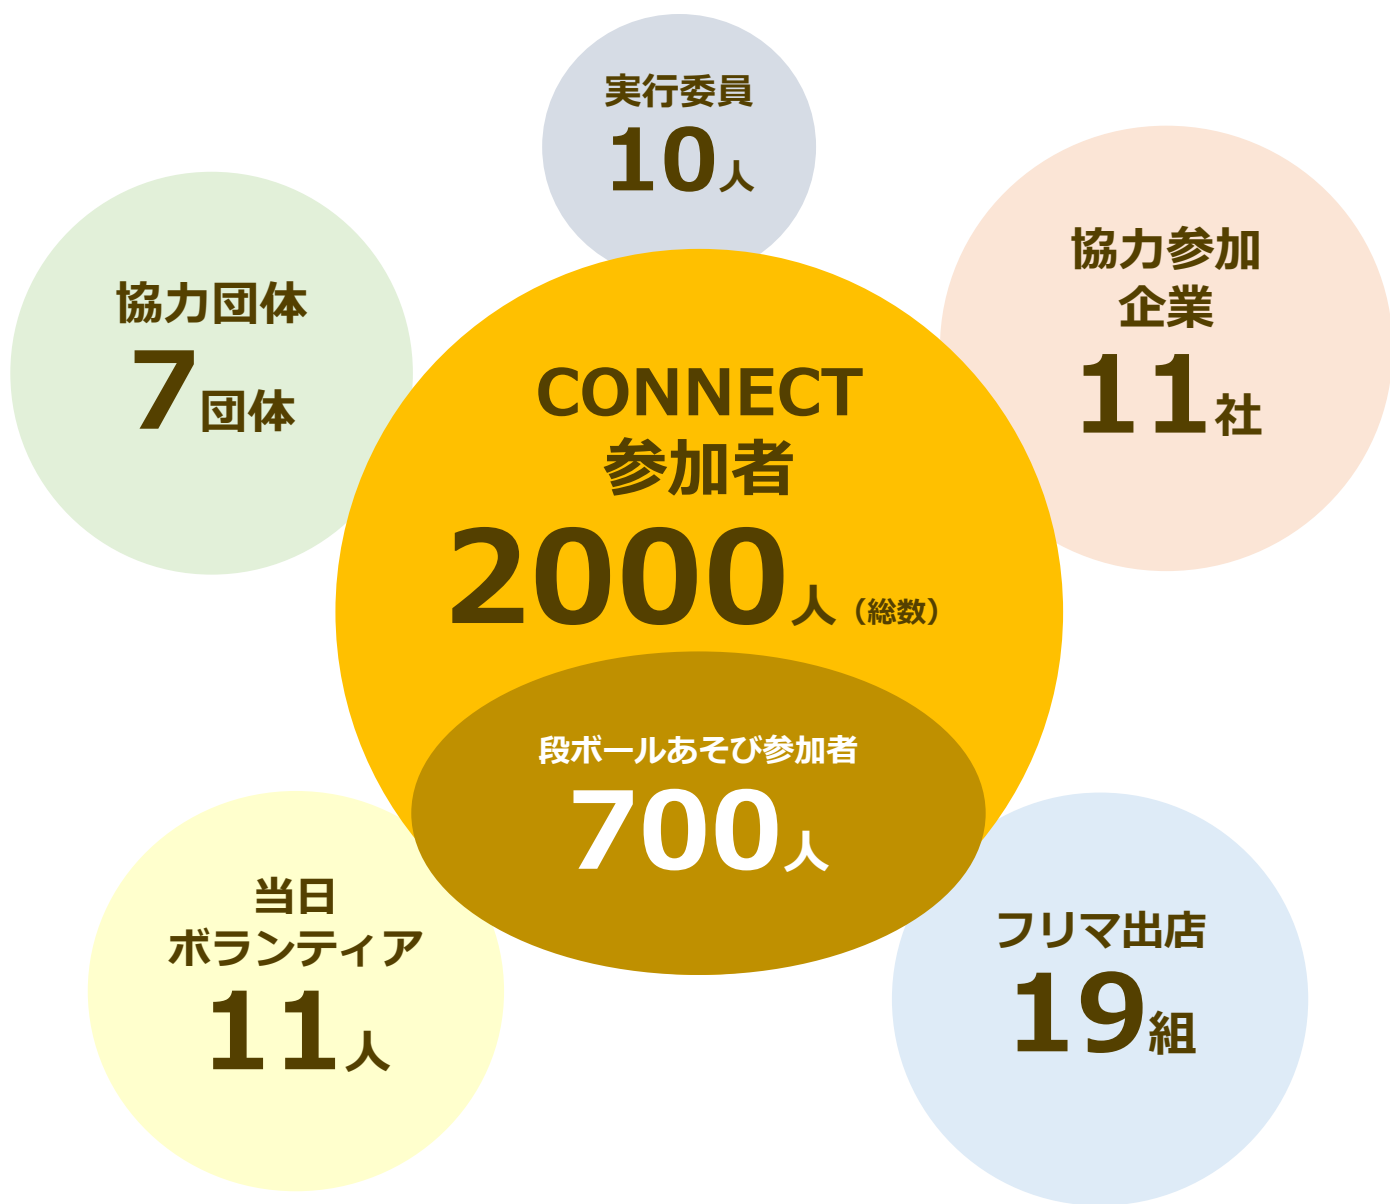 実行委員
10人
協力団体
7団体
協力参加
企業
11社
CONNECT
参加者
2000人（総数）
段ボールあそび参加者
700人
当日
ボランティア
11人
フリマ出店
19組